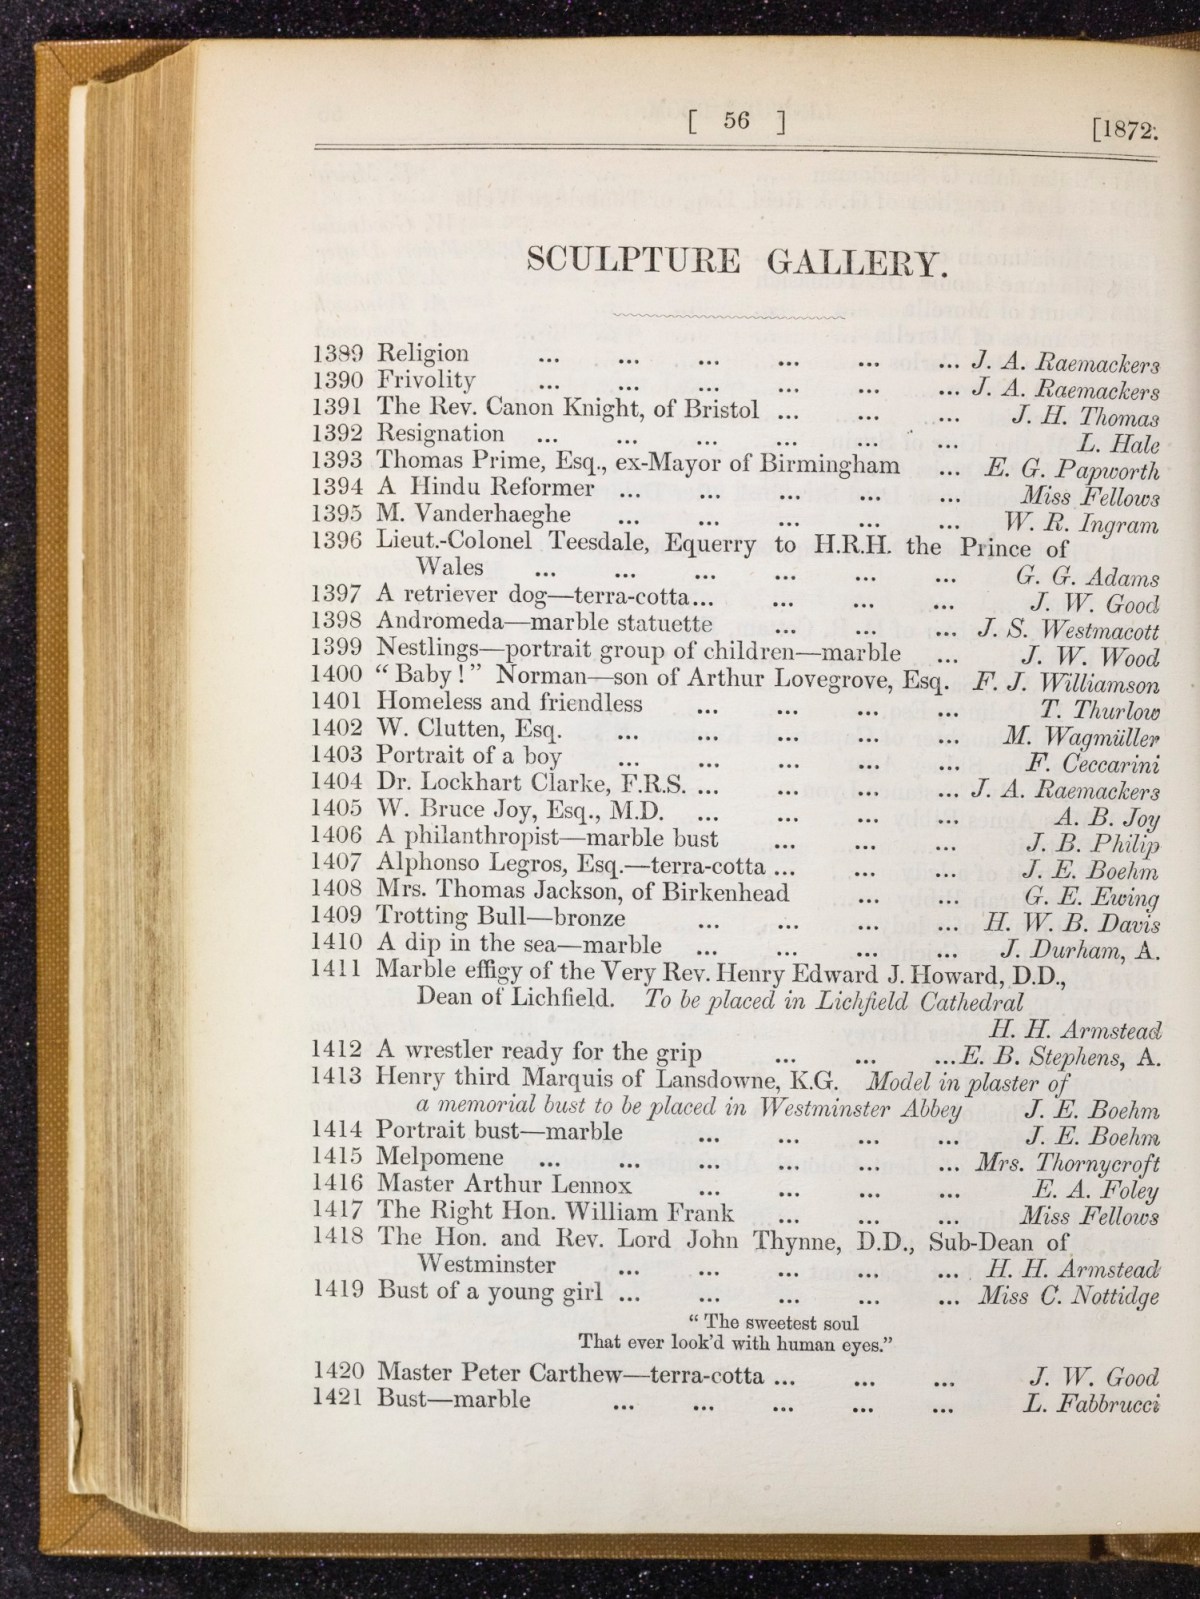 [ 56 ] [1872.
SCULPTURE GALLERY.
1389 Religion ... ... ... ... ... ... J. A. Raemackers
1390 Frivolity ... ... ... ... ... ... J. A. Raemackers
1391 The Rev. Canon Knight, of Bristol ... ... ... J. H. Thomas
1392 Resignation ... ... ... ... ... ... L. Hale
1393 Thomas Prime, Esq., ex-Mayor of Birmingham ... E. G. Papworth
1394 A Hindu Reformer ... ... ... ... ... Miss Fellows
1395 M. Vanderhaeghe ... ... ... ... ... W. R. Ingram
1396 Lieut.-Colonel Teesdale, Equerry to H.R.H. the Prince of
Wales ... ... ... ... ... ... G. G. Adams
1397 A retriever dog—terra-cotta... ... ... ... J. W. Good
1398 Andromeda—marble statuette ... ... ... J. S. Westmacott
1399 Nestlings—portrait group of children—marble ... J. W. Wood
1400 “Baby!” Norman—son of Arthur Lovegrove, Esq. F. J. Williamson
1401 Homeless and friendless ... ... ... ... T. Thurlow
1402 W. Clutten, Esq. ... ... ... ... ... M. Wagmüller
1403 Portrait of a boy ... ... ... ... ... F. Ceccarini
1404 Dr. Lockhart Clarke, F.R.S. ... ... ... ... J. A. Raemackers
1405 W. Bruce Joy, Esq., M.D. ... ... ... ... A. B. Joy
1406 A philanthropist—marble bust ... ... ... J. B. Philip
1407 Alphonso Legros, Esq.—terra-cotta ... ... ... J. E. Boehm
1408 Mrs. Thomas Jackson, of Birkenhead ... ... G. E. Ewing
1409 Trotting Bull—bronze ... ... ... ... H. W. B. Davis
1410 A dip in the sea—marble ... ... ... ... J. Durham, A.
1411 Marble effigy of the Very Rev. Henry Edward J. Howard, D.D.,
Dean of Lichfield. To be placed in Lichfield Cathedral
H. H. Armstead
1412 A wrestler ready for the grip ... ... ...E. B. Stephens, A.
1413 Henry third Marquis of Lansdowne, K.G. Model in plaster of
a memorial bust to be placed in Westminster Abbey J. E. Boehm
1414 Portrait bust—marble ... ... ... ... J. E. Boehm
1415 Melpomene ... ... ... ... ... ... Mrs. Thornycroft
1416 Master Arthur Lennox ... ... ... ... E. A. Foley
1417 The Right Hon. William Frank ... ... ... Miss Fellows
1418 The Hon. and Rev. Lord John Thynne, D.D., Sub-Dean of
Westminster ... ... ... ... ... H. H. Armstead
1419 Bust of a young girl ... ... ... ... ... Miss C. Nottidge
“The sweetest soul
That ever look'd with human eyes.”
1420 Master Peter Carthew—terra-cotta ... ... ... J. W. Good
1421 Bust—marble ... ... ... ... ... L. Fabbrucci